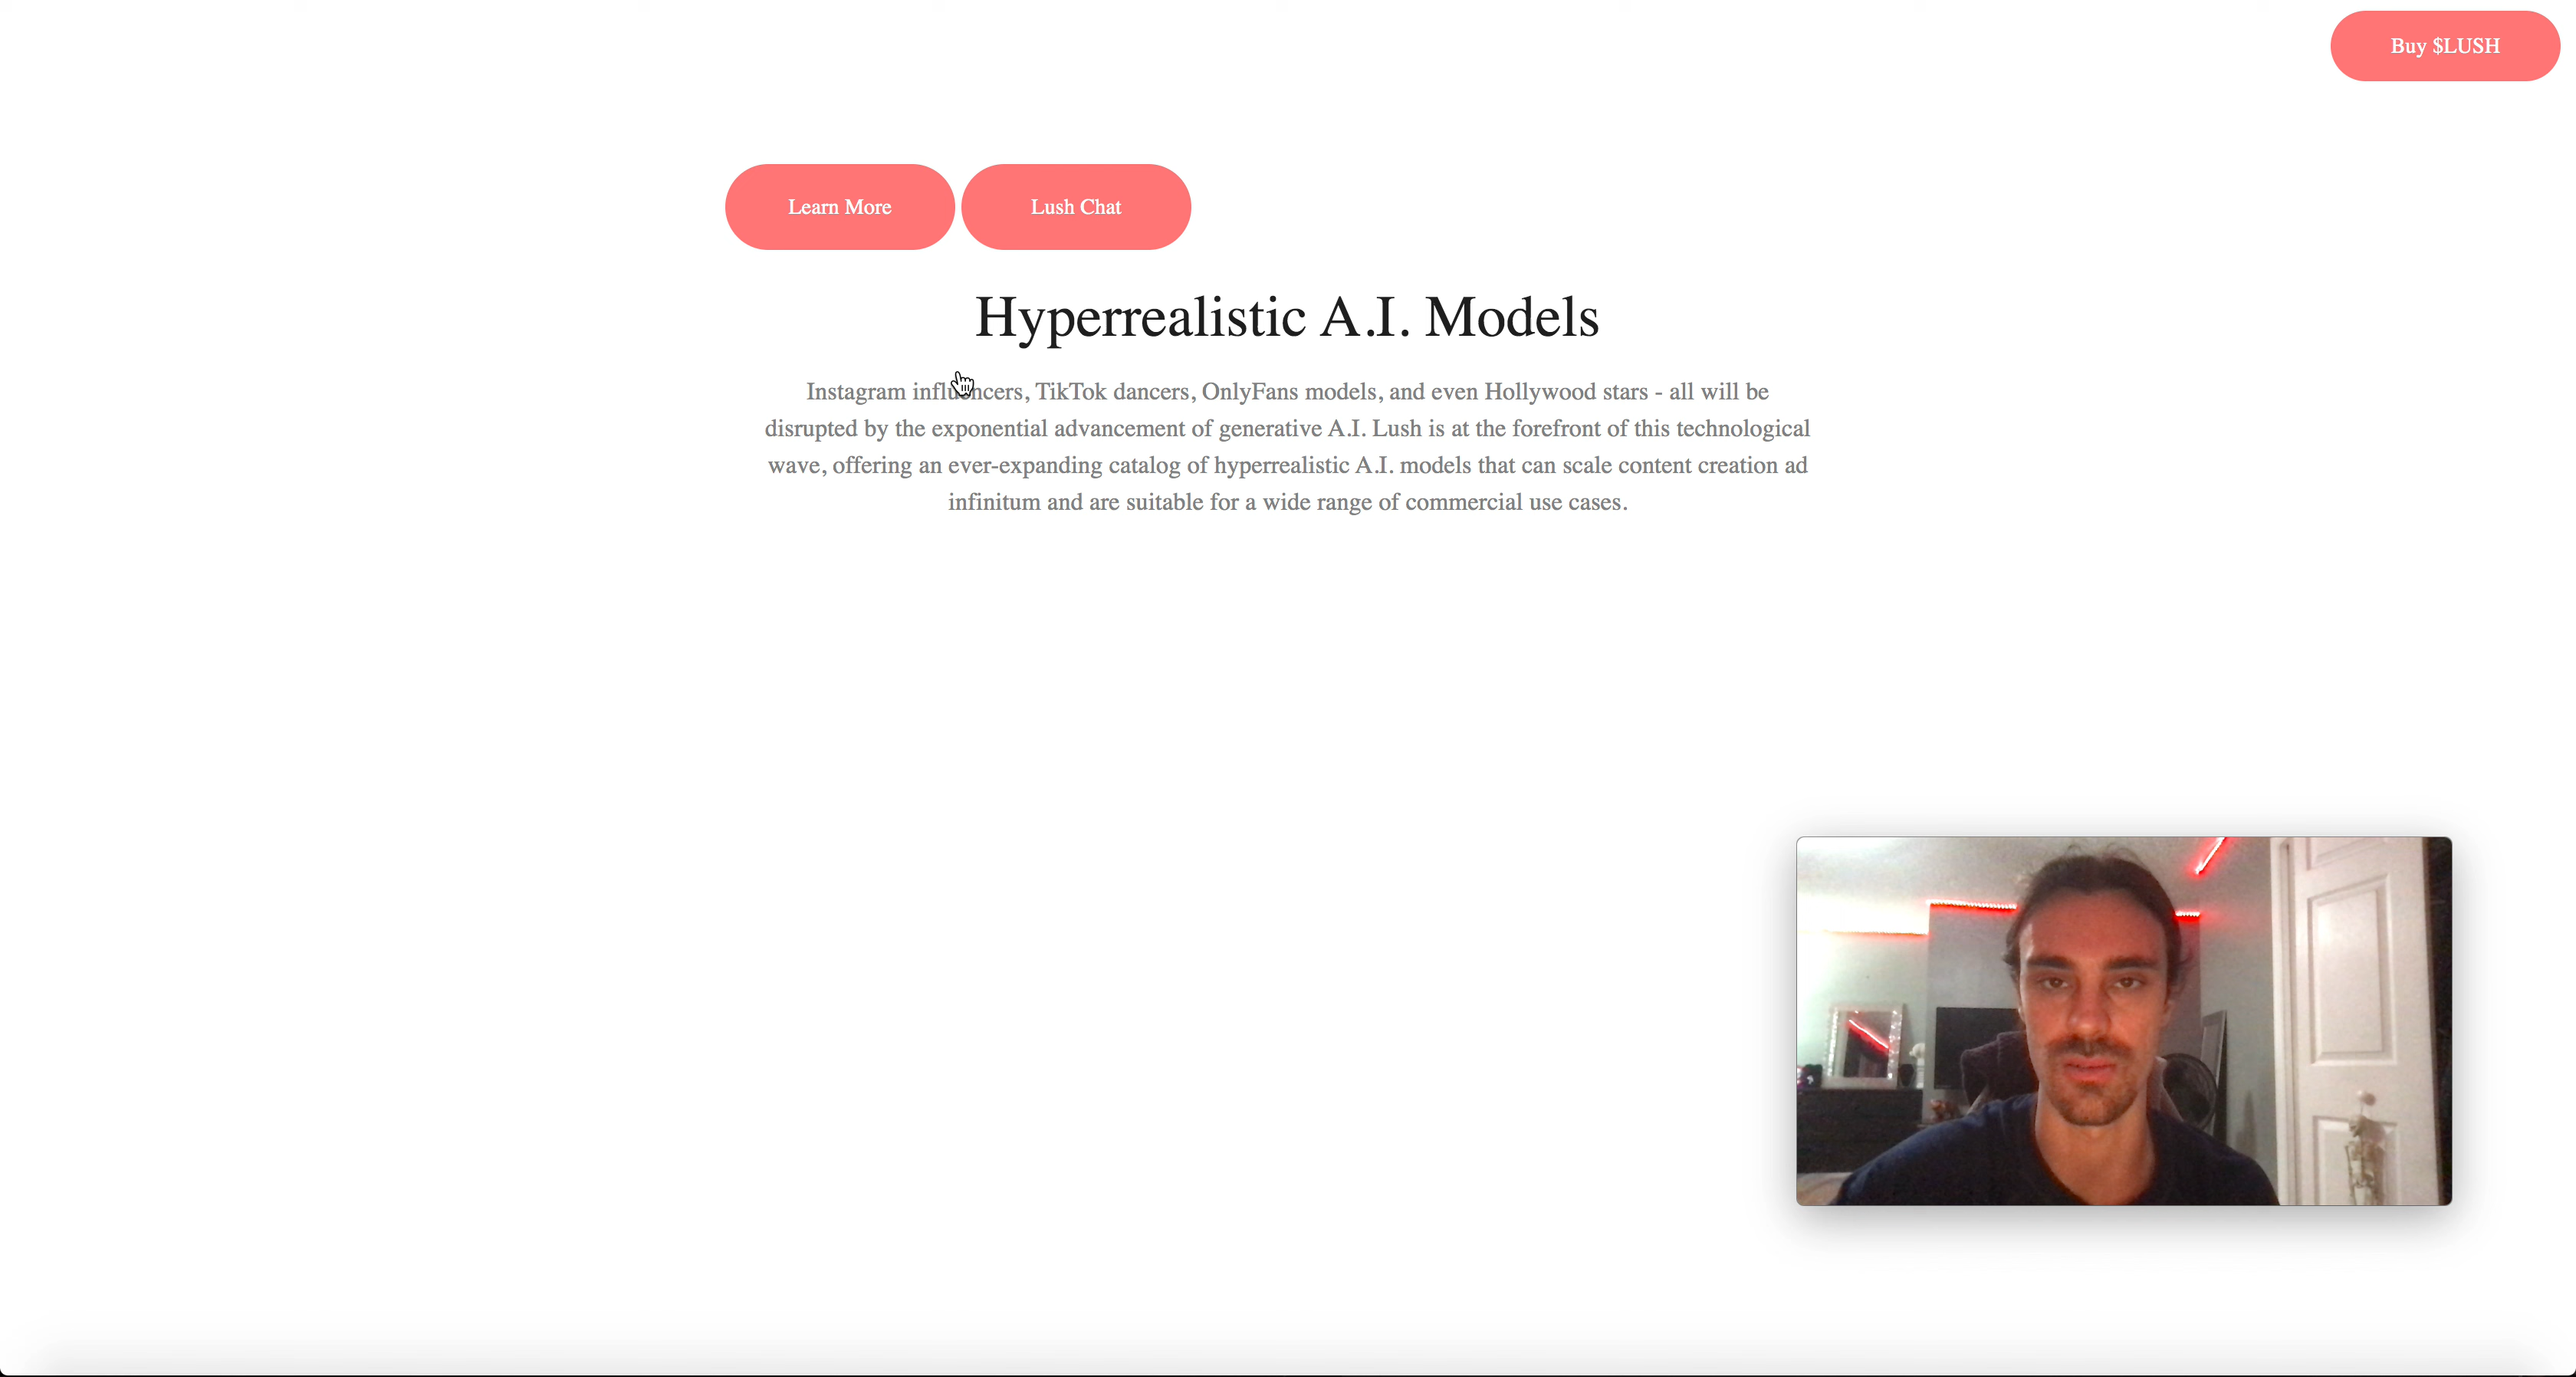 Buy $LUSH
Learn More
Lush Chat
Hyperrealistic A.I. Models
Instagram influencers, TikTok dancers, OnlyFans models, and even Hollywood stars - all will be
disrupted by the exponential advancement of generative A.I. Lush is at the forefront of this technological
wave, offering an ever-expanding catalog of hyperrealistic A.I. models that can scale content creation ad
infinitum and are suitable for a wide range of commercial use cases.